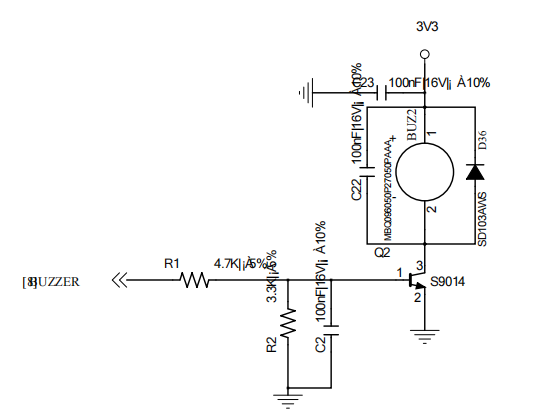 3V3
C23 100nF|16V|¡ À10%
100nF|16V|¡ À10%
C22
BUZ2
1
+
MBQ096050P27050PAAA
-
2
D36
SD103AWS
Q2
3
1
S9014
2
R1 4.7K|¡À5%
[8] BUZZER
3.3K|¡À5%
R2
100nF|16V|¡ À10%
C2